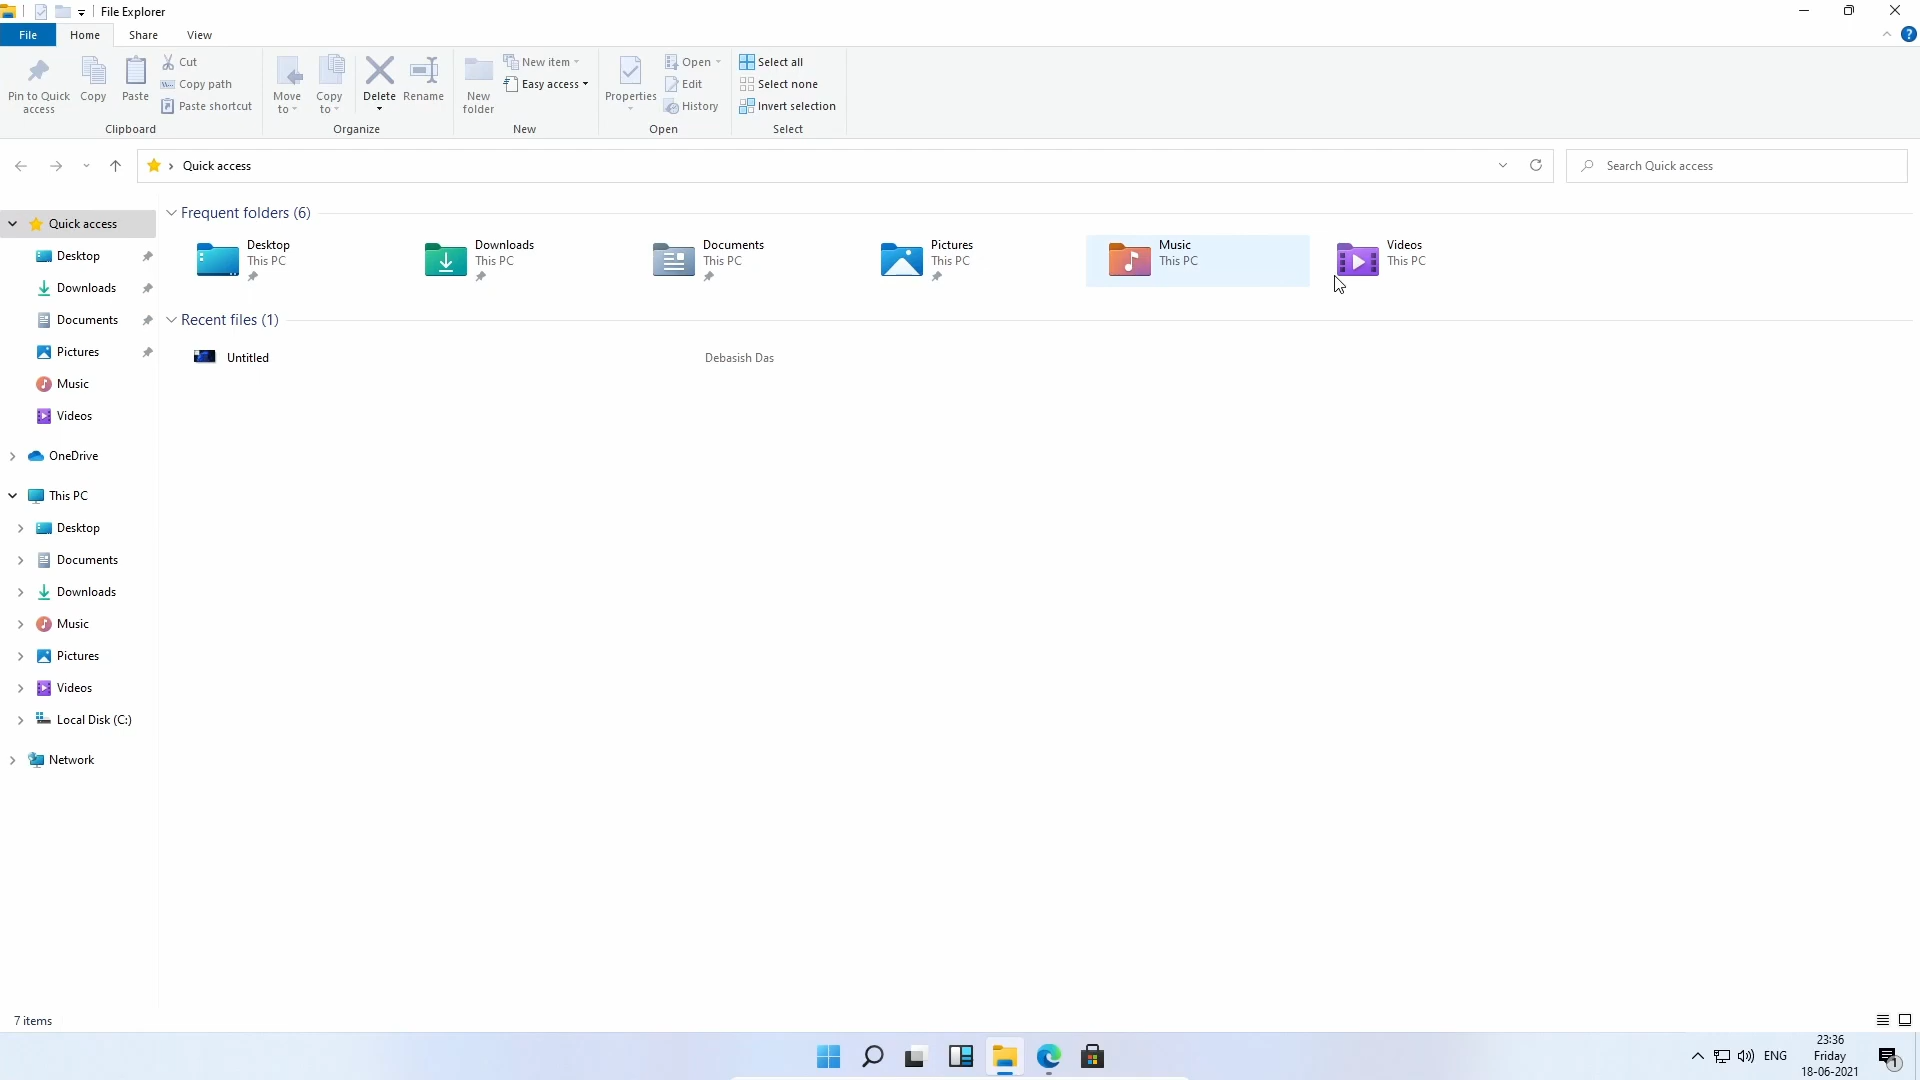 File Explorer
File Home Share View
Pin to Quick access
Copy
Paste
Cut
Copy path
Paste shortcut
Clipboard
Move to
Copy to
Delete
Rename
Organize
New folder
New item
Easy access
New
Properties
Open
Edit
History
Open
Select all
Select none
Invert selection
Select
?
Quick access
Search Quick access
Quick access
Desktop
Downloads
Documents
Pictures
Music
Videos
OneDrive
This PC
Desktop
Documents
Downloads
Music
Pictures
Videos
Local Disk (C:)
Network
Frequent folders (6)
Desktop
This PC
Downloads
This PC
Documents
This PC
Pictures
This PC
Music
This PC
Videos
This PC
Recent files (1)
Untitled Debasish Das
7 items
ENG
23:36
Friday
18-06-2021
1